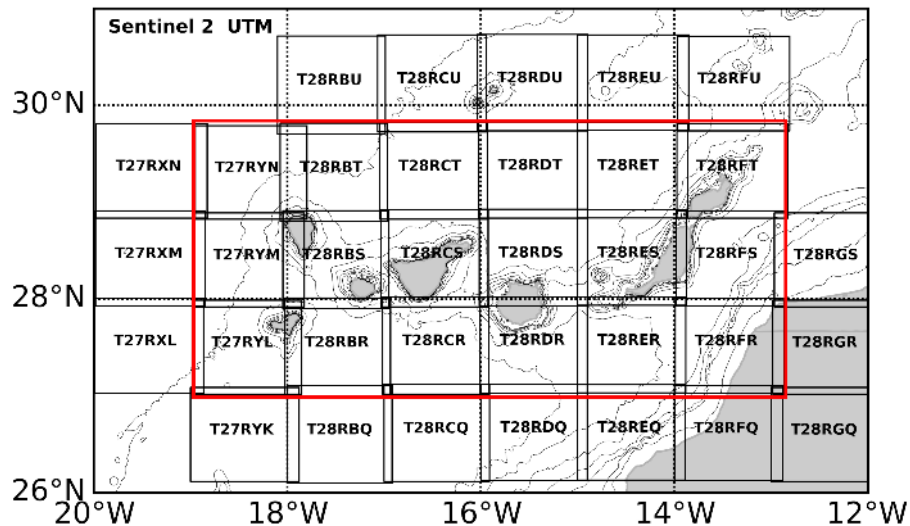 Sentinel 2 UTM
T28RBU T28RCU T28RDU T28REU T28RFU
30°N
T27RXN T27RYN T28RBT T28RCT T28RDT T28RET T28RFT
T27RXM T27RYM T28RBS T28RCS T28RDS T28RES T28RFS T28RGS
28°N
T27RXL T27RYL T28RBR T28RCR T28RDR T28RER T28RFR T28RGR
T27RYK T28RBQ T28RCQ T28RDQ T28REQ T28RFQ T28RGQ
26°N
20°W 18°W 16°W 14°W 12°W